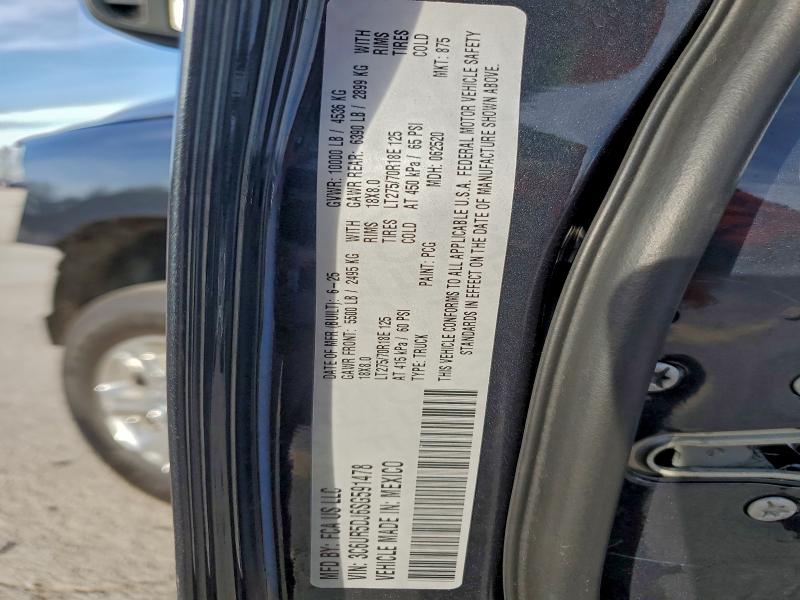 MFD BY: FCA US LLC
DATE OF MFR (BUILT): 6-25
GVWR: 10000 LB / 4536 KG
VIN: 3C6UR5DJ6SG591478
GAWR FRONT: 5500 LB / 2495 KG WITH
18X8.0 RIMS
LT275/70R18E 125 TIRES
AT 415 kPa / 60 PSI COLD
GAWR REAR: 6390 LB / 2899 KG WITH
18X8.0 RIMS
LT275/70R18E 125 TIRES
AT 450 kPa / 65 PSI COLD
VEHICLE MADE IN: MEXICO
TYPE: TRUCK
PAINT: PCG
MDH: 062520
MKT: 875
THIS VEHICLE CONFORMS TO ALL APPLICABLE U.S.A. FEDERAL MOTOR VEHICLE SAFETY
STANDARDS IN EFFECT ON THE DATE OF MANUFACTURE SHOWN ABOVE.